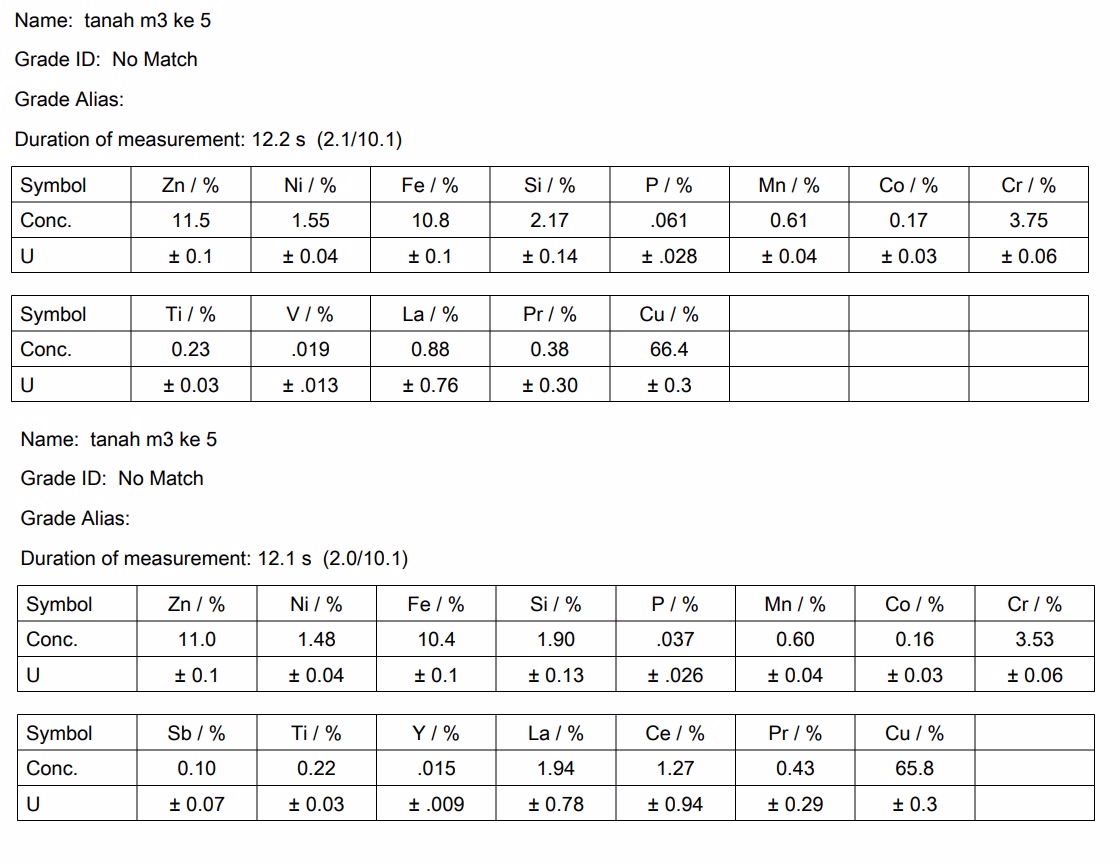 Name: tanah m3 ke 5
Grade ID: No Match
Grade Alias:
Duration of measurement: 12.2 s (2.1/10.1)
Symbol Zn / % Ni / % Fe / % Si / % P / % Mn / % Co / % Cr / %
Conc. 11.5 1.55 10.8 2.17 .061 0.61 0.17 3.75
U ± 0.1 ± 0.04 ± 0.1 ± 0.14 ± .028 ± 0.04 ± 0.03 ± 0.06
Symbol Ti / % V / % La / % Pr / % Cu / %
Conc. 0.23 .019 0.88 0.38 66.4
U ± 0.03 ± .013 ± 0.76 ± 0.30 ± 0.3
Name: tanah m3 ke 5
Grade ID: No Match
Grade Alias:
Duration of measurement: 12.1 s (2.0/10.1)
Symbol Zn / % Ni / % Fe / % Si / % P / % Mn / % Co / % Cr / %
Conc. 11.0 1.48 10.4 1.90 .037 0.60 0.16 3.53
U ± 0.1 ± 0.04 ± 0.1 ± 0.13 ± .026 ± 0.04 ± 0.03 ± 0.06
Symbol Sb / % Ti / % Y / % La / % Ce / % Pr / % Cu / %
Conc. 0.10 0.22 .015 1.94 1.27 0.43 65.8
U ± 0.07 ± 0.03 ± .009 ± 0.78 ± 0.94 ± 0.29 ± 0.3